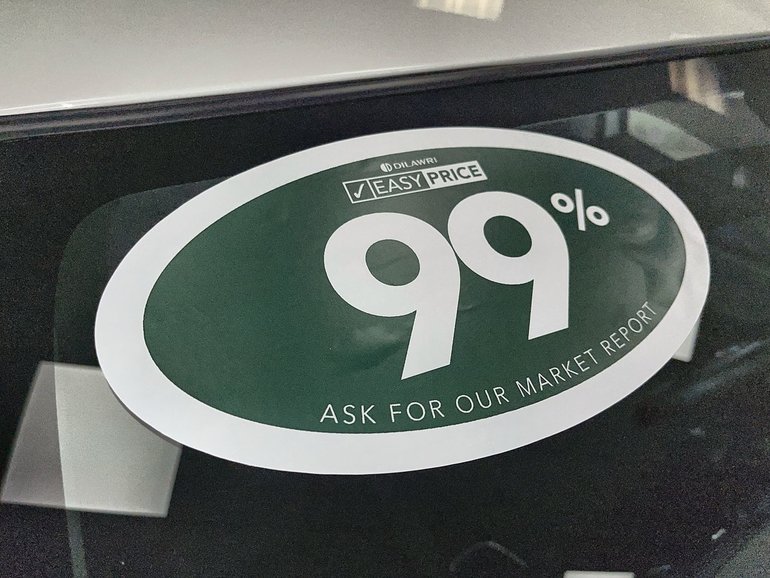 DILAWRI
EASY PRICE
99%
ASK FOR OUR MARKET REPORT